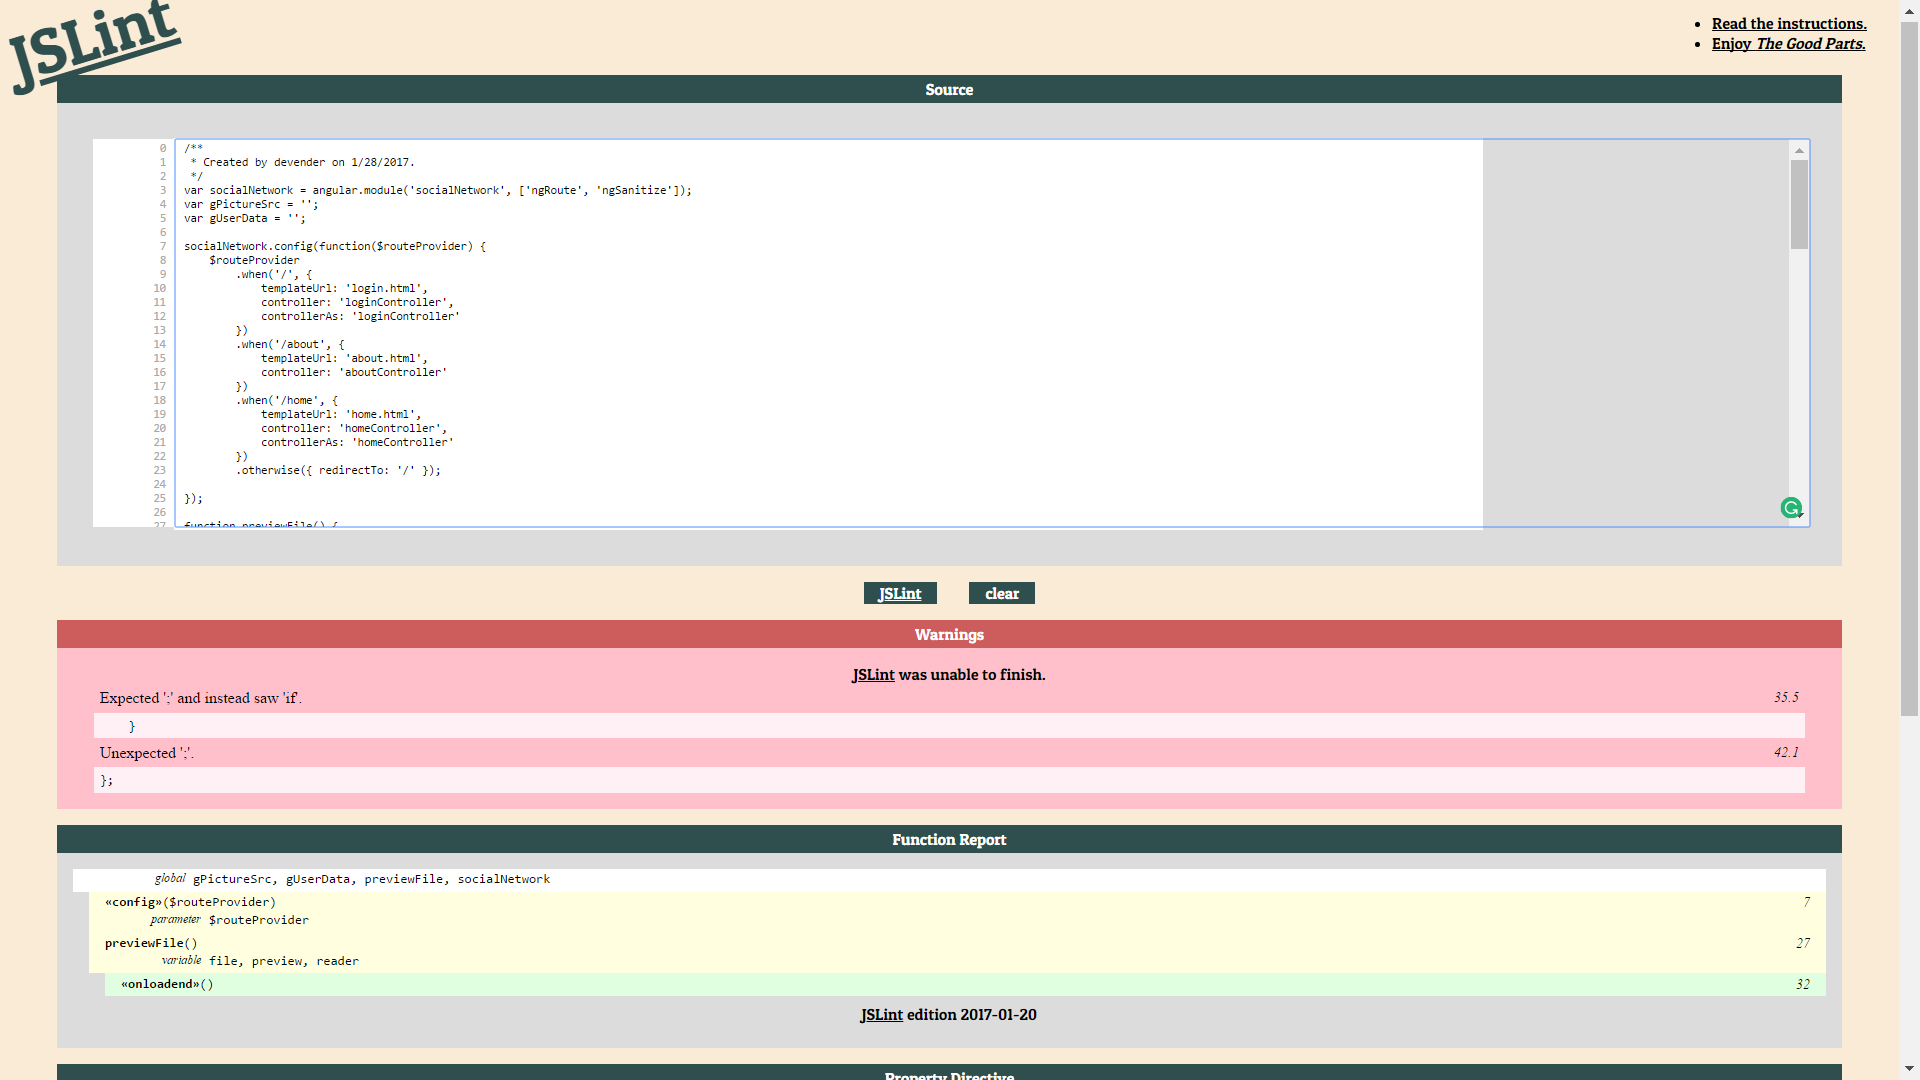 JSLint
Read the instructions.
Enjoy The Good Parts.
Source
0 /**
1  * Created by devender on 1/28/2017.
2  */
3 var socialNetwork = angular.module('socialNetwork', ['ngRoute', 'ngSanitize']);
4 var gPictureSrc = '';
5 var gUserData = '';
6
7 socialNetwork.config(function($routeProvider) {
8     $routeProvider
9         .when('/', {
10             templateUrl: 'login.html',
11             controller: 'loginController',
12             controllerAs: 'loginController'
13         })
14         .when('/about', {
15             templateUrl: 'about.html',
16             controller: 'aboutController'
17         })
18         .when('/home', {
19             templateUrl: 'home.html',
20             controller: 'homeController',
21             controllerAs: 'homeController'
22         })
23         .otherwise({ redirectTo: '/' });
24
25 });
26
27 function previewFile() {
JSLint clear
Warnings
JSLint was unable to finish.
Expected ';' and instead saw 'if'. 35.5
}
Unexpected ';'. 42.1
};
Function Report
global gPictureSrc, gUserData, previewFile, socialNetwork
«config»($routeProvider) 7
parameter $routeProvider
previewFile() 27
variable file, preview, reader
«onloadend»() 32
JSLint edition 2017-01-20
Property Directive